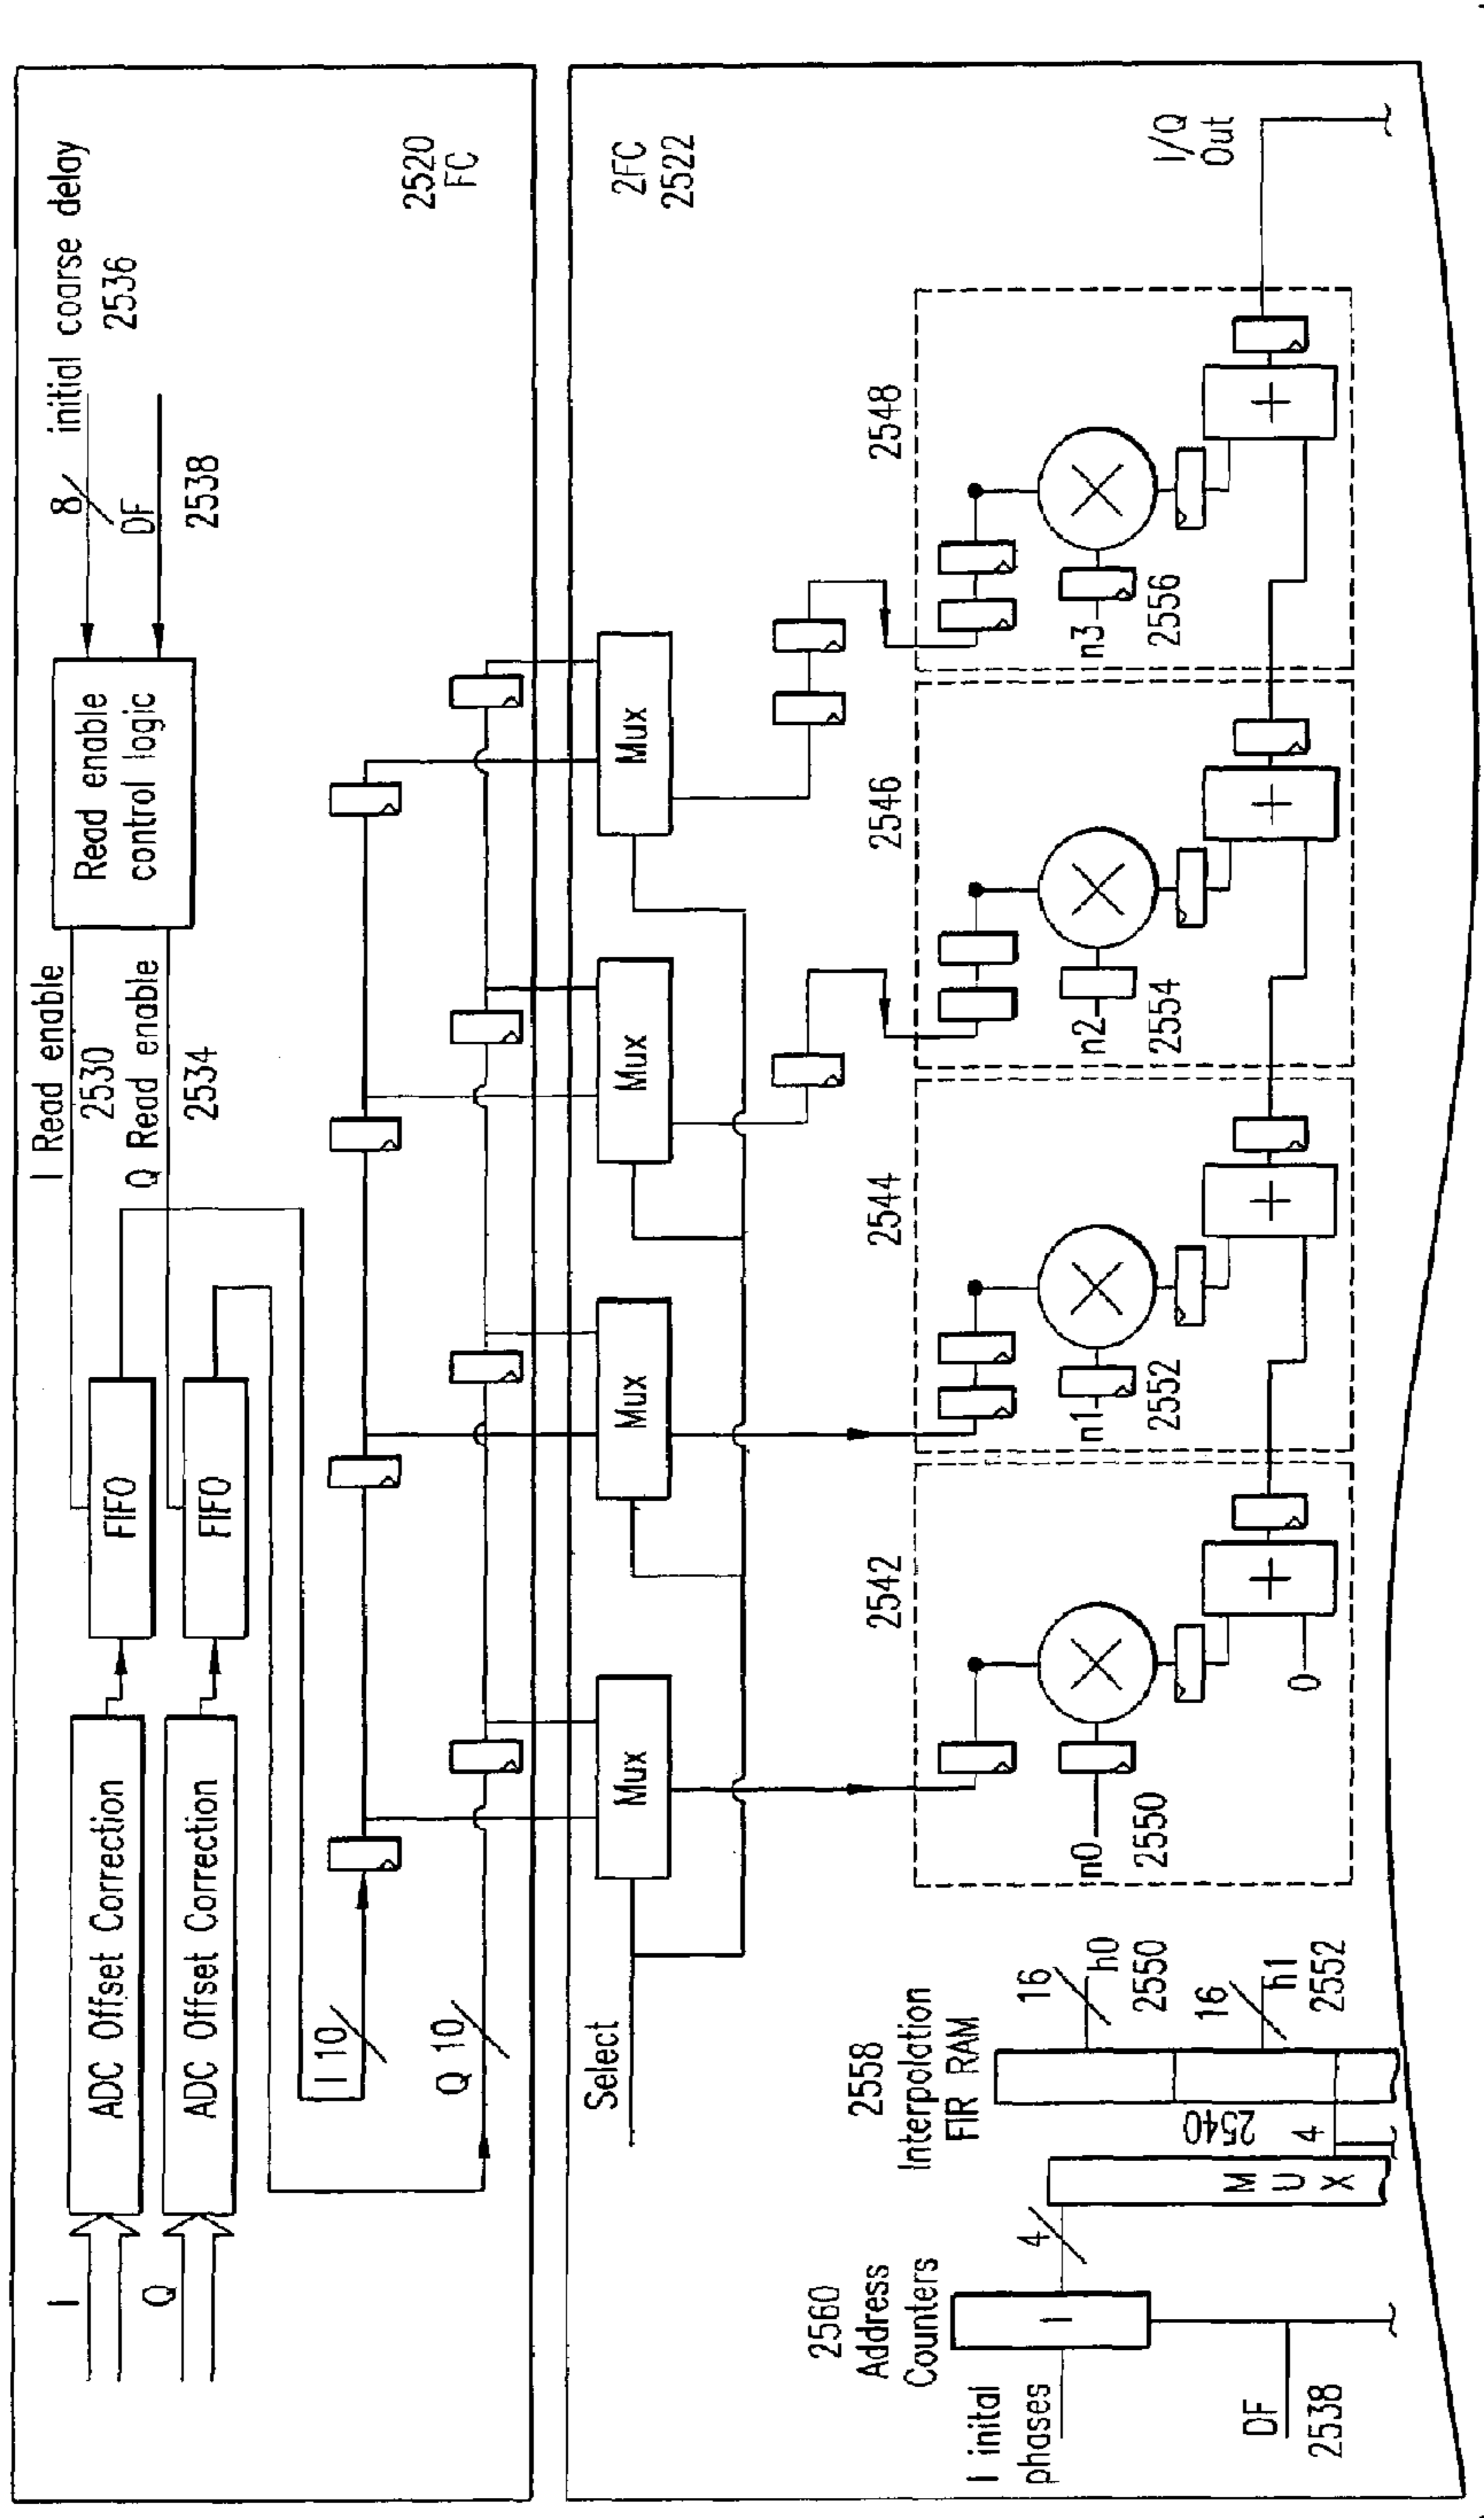 I
Q
ADC Offset Correction
ADC Offset Correction
FIFO
FIFO
I Read enable
2530
Q Read enable
2534
Read enable
control logic
8
initial coarse delay
2536
DF
2538
I 10
Q 10
2520
FC
2FC
2522
Select
Mux
Mux
Mux
Mux
2560
Address
Counters
I inital
phases
I
DF
2538
4
M
U
X
2540
4
2558
Interpolation
FIR RAM
16
h0
2550
16
h1
2552
2542
n0
2550
0
+
2544
n1
2552
+
2546
n2
2554
+
2548
n3
2556
+
I/Q
Out